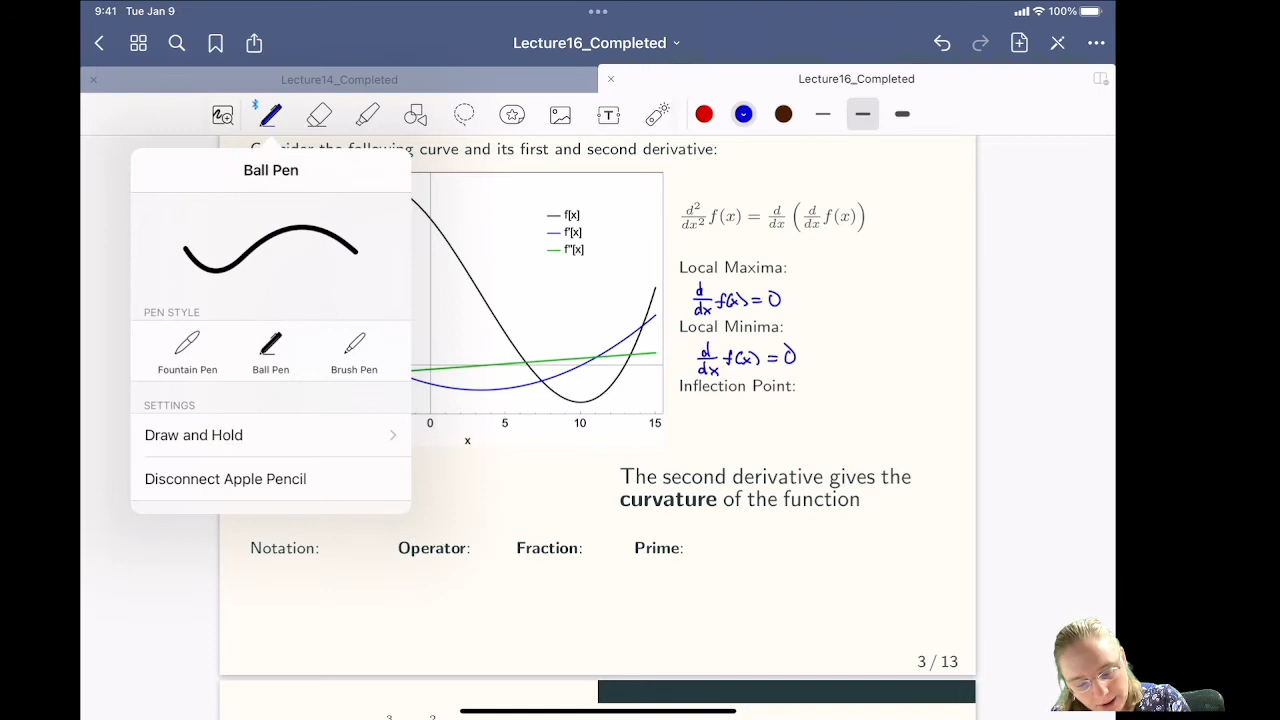 9:41 Tue Jan 9
100%
Lecture16_Completed
Lecture14_Completed
Lecture16_Completed
T
the following curve and its first and second derivative:
Ball Pen
PEN STYLE
Fountain Pen Ball Pen Brush Pen
SETTINGS
Draw and Hold
Disconnect Apple Pencil
f[x]
f'[x]
f''[x]
0 5 10 15
x
d²/dx² f(x) = d/dx (d/dx f(x))
Local Maxima:
d/dx f(x) = 0
Local Minima:
d/dx f(x) = 0
Inflection Point:
The second derivative gives the
curvature of the function
Notation: Operator: Fraction: Prime:
3 / 13
3 2